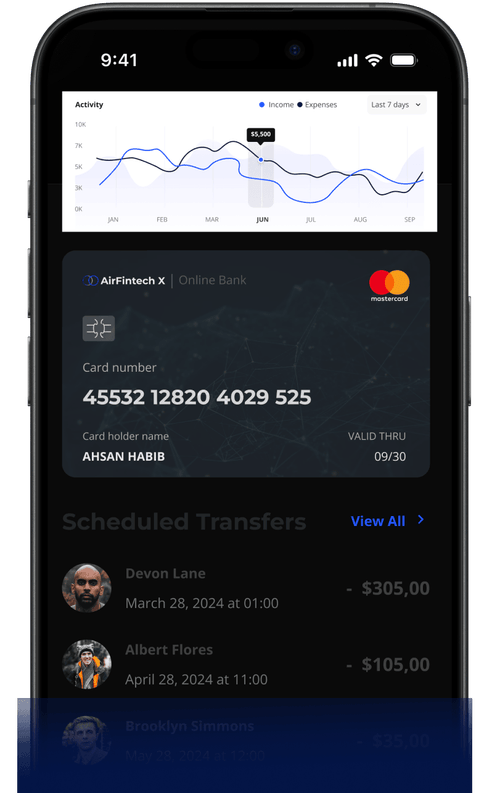 9:41
Activity
Income Expenses
Last 7 days
10K
7K
5K
3K
0K
$5,500
JAN FEB MAR JUN JUL AUG SEP
AirFintech X | Online Bank
mastercard
Card number
45532 12820 4029 525
Card holder name
VALID THRU
AHSAN HABIB
09/30
Scheduled Transfers
View All
Devon Lane
March 28, 2024 at 01:00
- $305,00
Albert Flores
April 28, 2024 at 11:00
- $105,00
Brooklyn Simmons
May 28, 2024 at 12:00
- $35,00